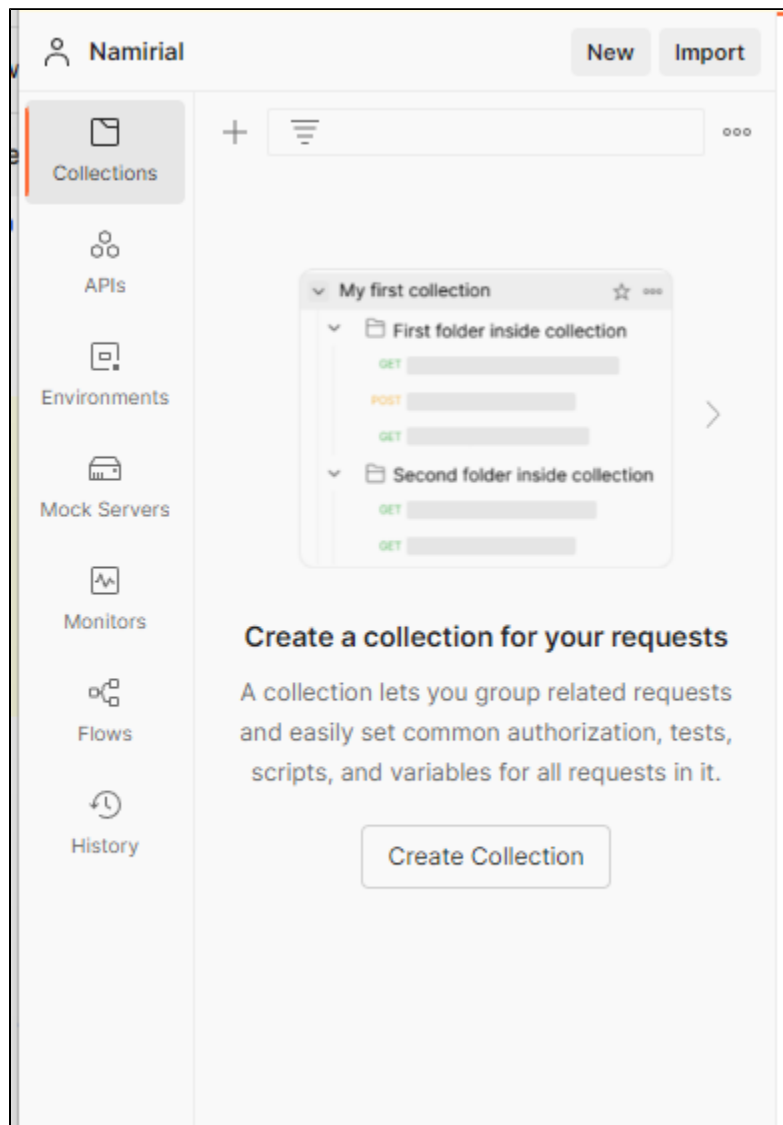 Namirial
New
Import
Collections
APIs
Environments
Mock Servers
Monitors
Flows
History
My first collection
First folder inside collection
GET
POST
GET
Second folder inside collection
GET
GET
Create a collection for your requests
A collection lets you group related requests
and easily set common authorization, tests,
scripts, and variables for all requests in it.
Create Collection